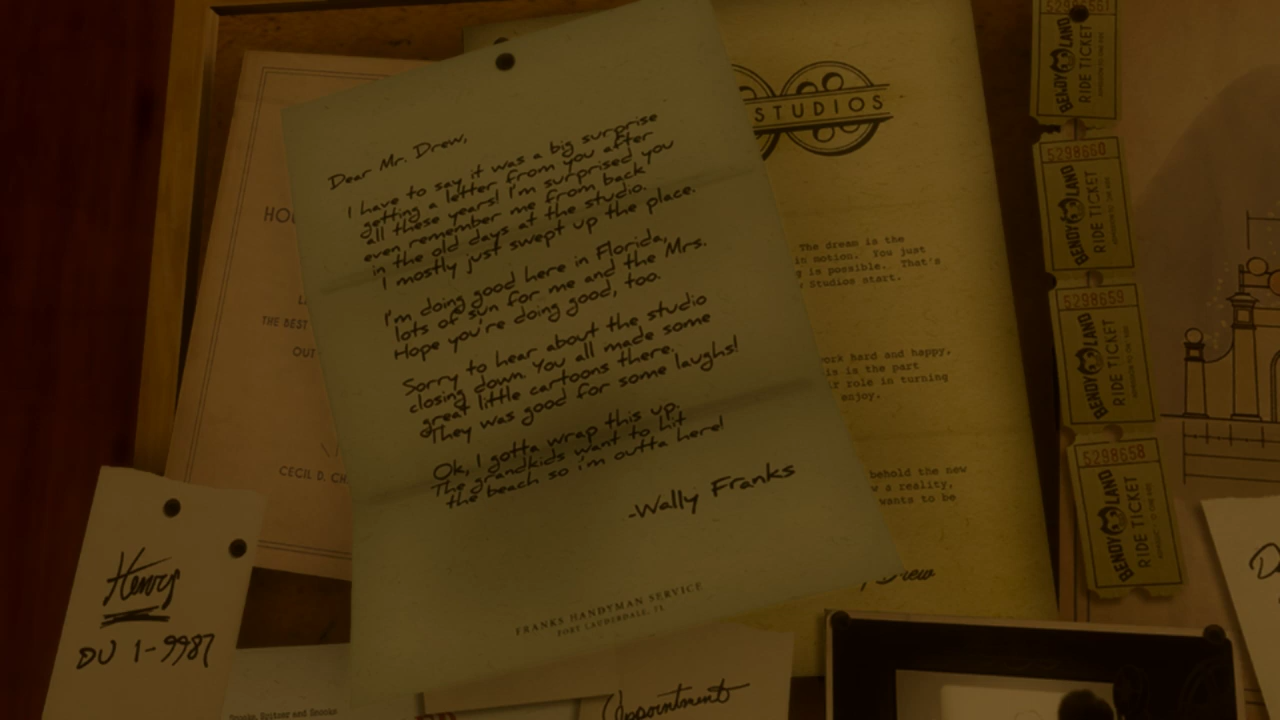 Dear Mr. Drew,
I have to say it was a big surprise
getting a letter from you after
all these years! I'm surprised you
even remember me from back
in the old days at the studio.
I mostly just swept up the place.
I'm doing good here in Florida,
lots of sun for me and the Mrs.
Hope you're doing good, too.
Sorry to hear about the studio
closing down. You all made some
great little cartoons there.
They was good for some laughs!
Ok, I gotta wrap this up.
The grandkids want to hit
the beach so i'm outta here!
-Wally Franks
FRANKS HANDYMAN SERVICE
FORT LAUDERDALE, FL
STUDIOS
The dream is the
in motion. You just
is possible. That's
Studios start.
work hard and happy,
is is the part
role in turning
enjoy.
behold the new
a reality,
wants to be
Drew
THE BEST
OUT
CECIL D.
Henry
DU 1-9987
Appointment
BENDY LAND
RIDE TICKET
5298660
BENDY LAND
RIDE TICKET
5298659
BENDY LAND
RIDE TICKET
5298658
BENDY LAND
RIDE TICKET